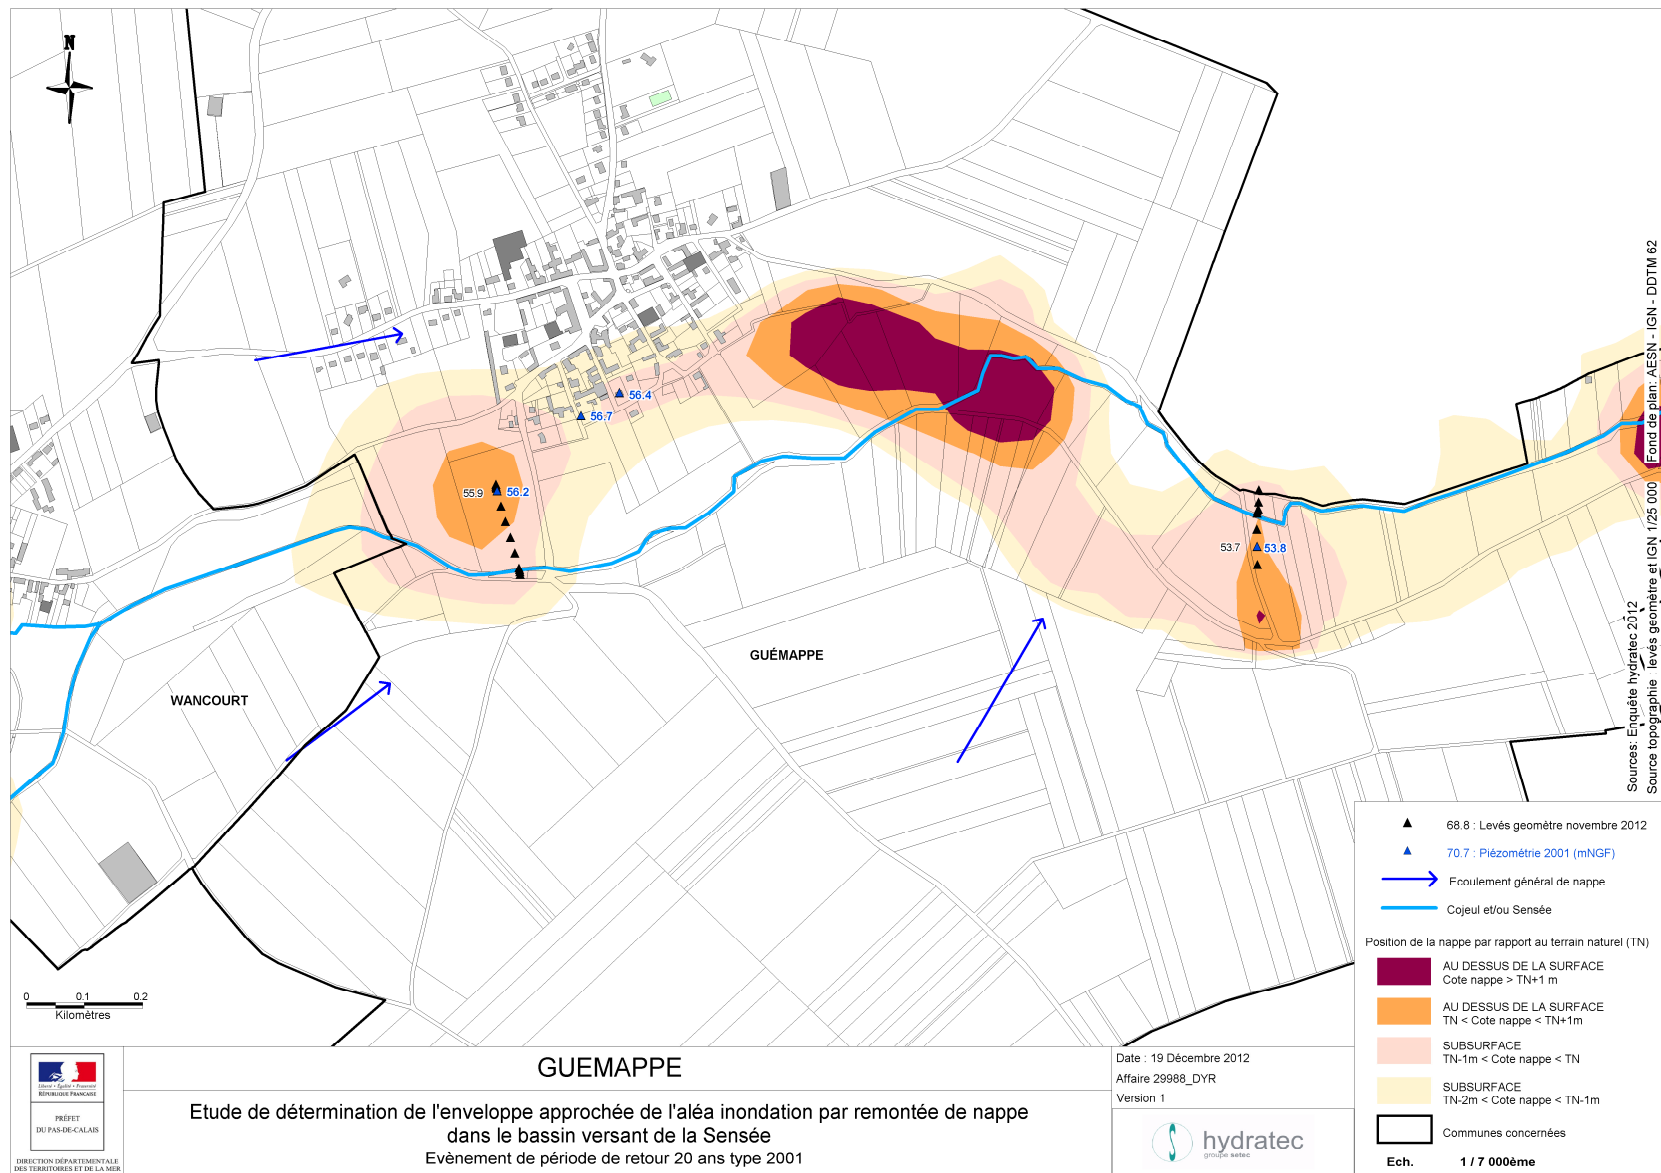 N
56.4
56.7
55.9
56.2
53.7
53.8
GUÉMAPPE
WANCOURT
Sources: Enquête hydratec 2012
Source topographie levés geomètre et IGN 1/25 000
Fond de plan: AESN - IGN - DDTM 62
68.8 : Levés geomètre novembre 2012
70.7 : Piézométrie 2001 (mNGF)
Ecoulement général de nappe
Cojeul et/ou Sensée
Position de la nappe par rapport au terrain naturel (TN)
AU DESSUS DE LA SURFACE
Cote nappe > TN+1 m
AU DESSUS DE LA SURFACE
TN < Cote nappe < TN+1m
SUBSURFACE
TN-1m < Cote nappe < TN
SUBSURFACE
TN-2m < Cote nappe < TN-1m
Communes concernées
Ech. 1 / 7 000ème
0 0.1 0.2
Kilomètres
Liberté • Égalité • Fraternité
RÉPUBLIQUE FRANÇAISE
PRÉFET
DU PAS-DE-CALAIS
DIRECTION DÉPARTEMENTALE
DES TERRITOIRES ET DE LA MER
GUEMAPPE
Etude de détermination de l'enveloppe approchée de l'aléa inondation par remontée de nappe
dans le bassin versant de la Sensée
Evènement de période de retour 20 ans type 2001
Date : 19 Décembre 2012
Affaire 29988_DYR
Version 1
hydratec
groupe setec